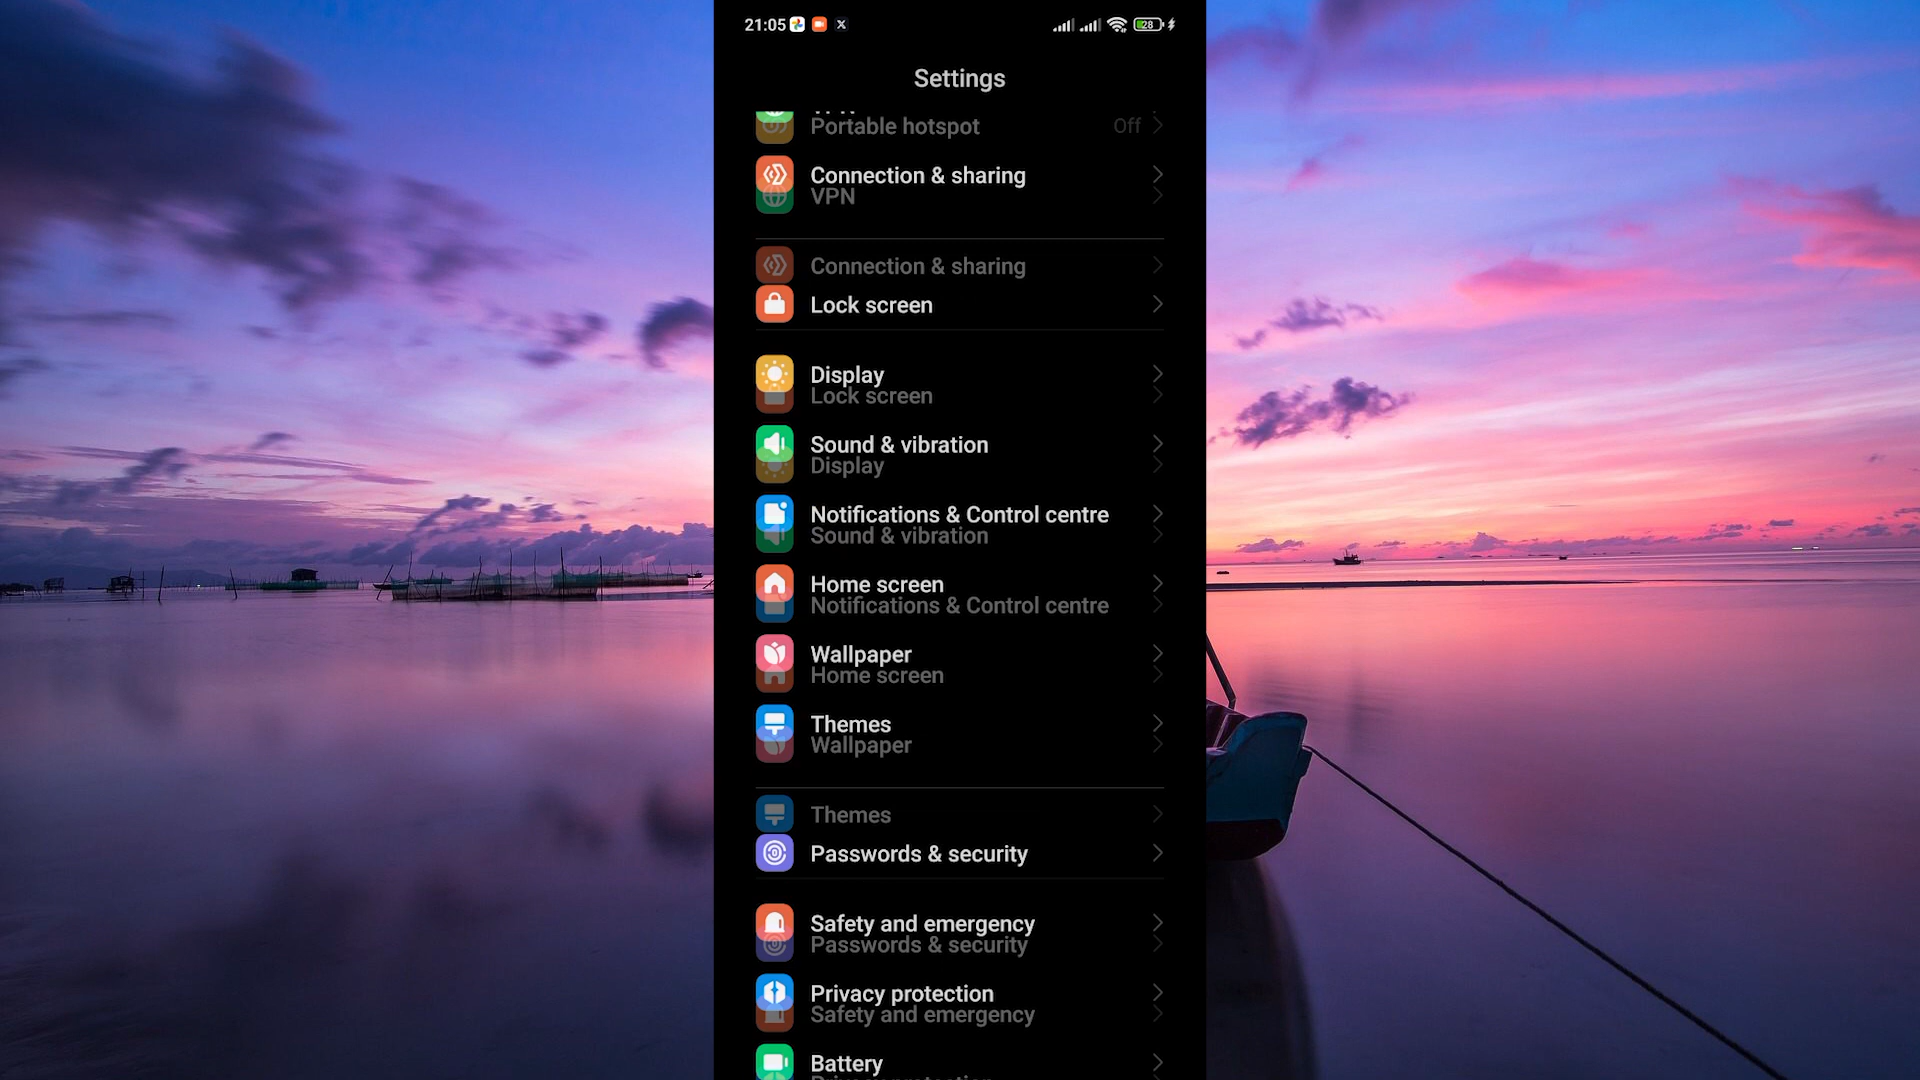 21:05
28
Settings
Portable hotspot Off
Connection & sharing
VPN
Connection & sharing
Lock screen
Display
Lock screen
Sound & vibration
Display
Notifications & Control centre
Sound & vibration
Home screen
Notifications & Control centre
Wallpaper
Home screen
Themes
Wallpaper
Themes
Passwords & security
Safety and emergency
Passwords & security
Privacy protection
Safety and emergency
Battery